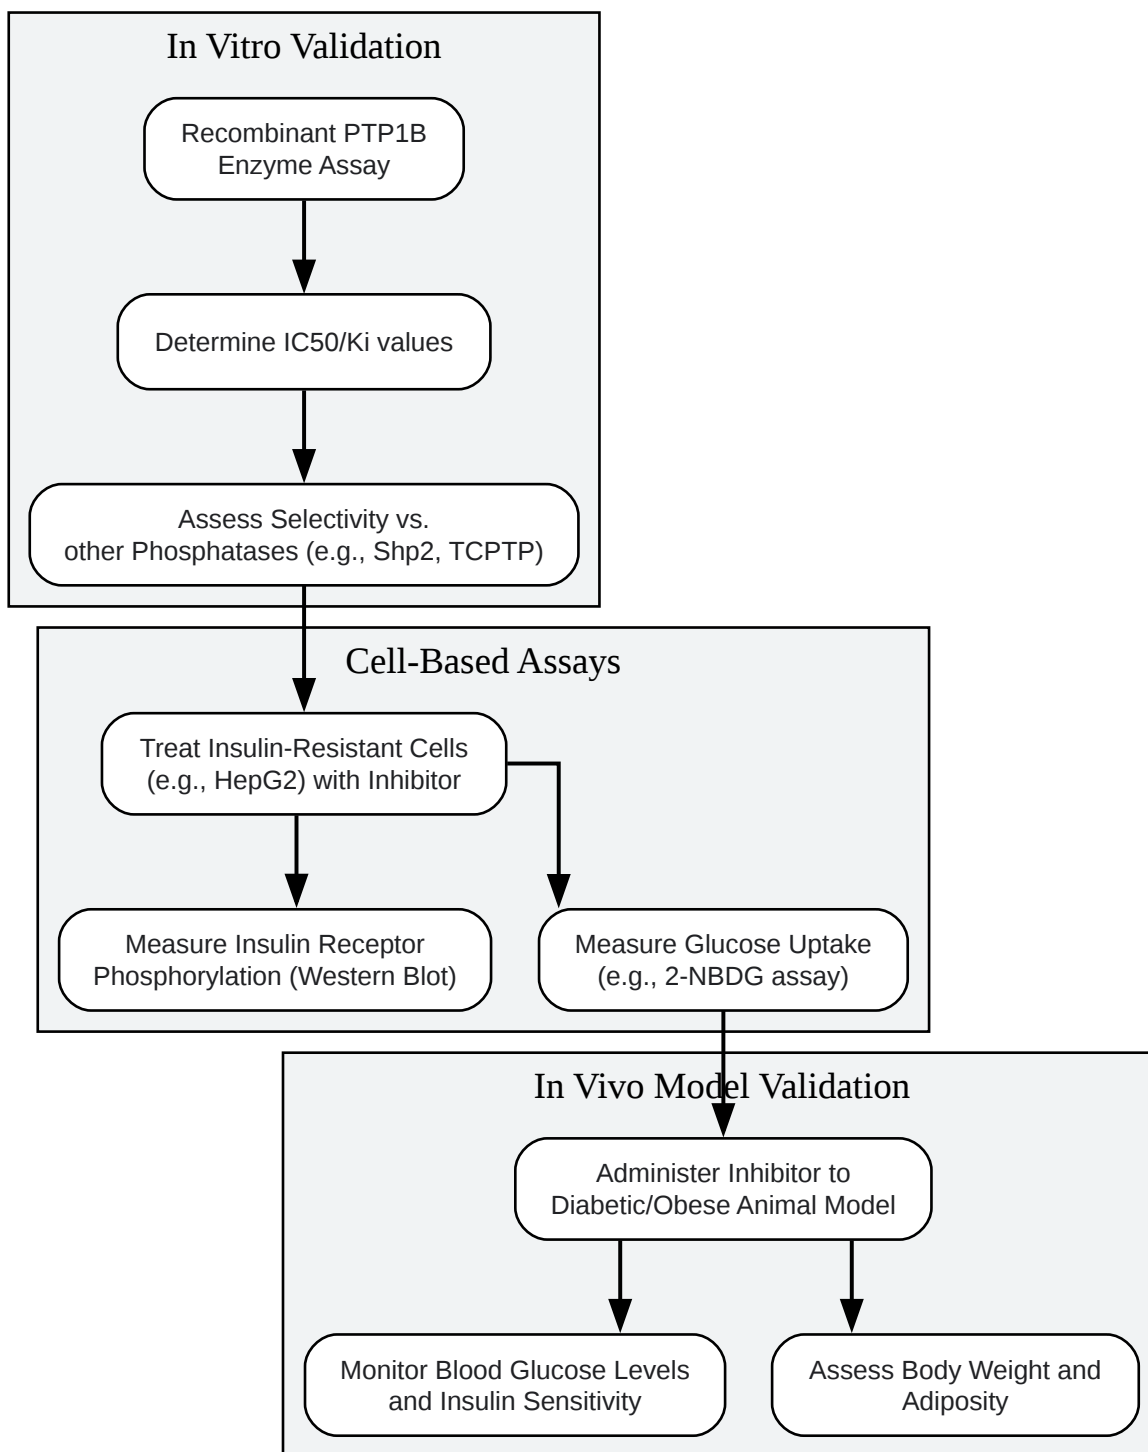 In Vitro Validation
Recombinant PTP1B
Enzyme Assay
Determine IC50/Ki values
Assess Selectivity vs.
other Phosphatases (e.g., Shp2, TCPTP)
Cell-Based Assays
Treat Insulin-Resistant Cells
(e.g., HepG2) with Inhibitor
Measure Insulin Receptor
Phosphorylation (Western Blot)
Measure Glucose Uptake
(e.g., 2-NBDG assay)
In Vivo Model Validation
Administer Inhibitor to
Diabetic/Obese Animal Model
Monitor Blood Glucose Levels
and Insulin Sensitivity
Assess Body Weight and
Adiposity